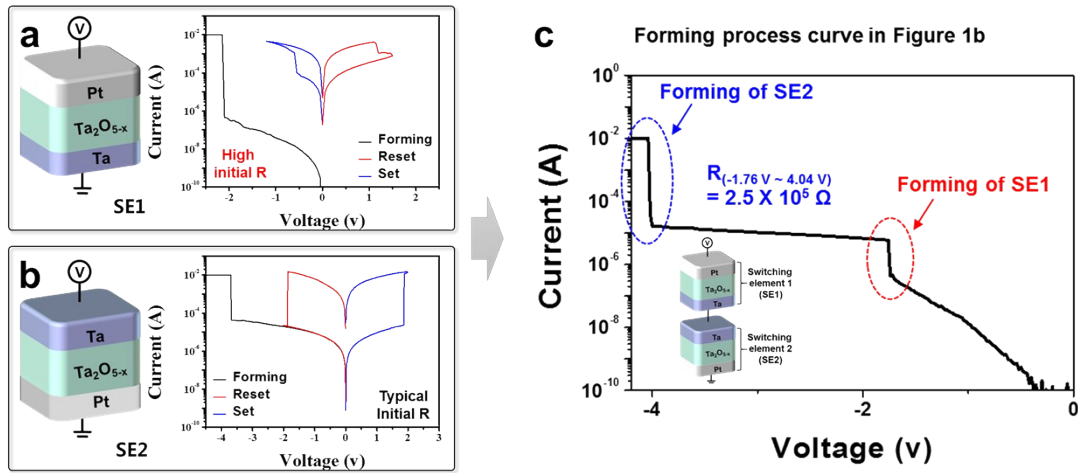 a
V
Pt
Ta2O5-x
Ta
SE1
Current (A)
10^-2
10^-4
10^-6
10^-8
10^-10
High
initial R
Forming
Reset
Set
-2 -1 0 1 2
Voltage (v)
b
V
Ta
Ta2O5-x
Pt
SE2
Current (A)
10^0
10^-2
10^-4
10^-6
10^-8
10^-10
Forming
Reset
Set
Typical
Initial R
-4 -3 -2 -1 0 1 2 3
Voltage (v)
c
Forming process curve in Figure 1b
Current (A)
10^0
10^-2
10^-4
10^-6
10^-8
10^-10
Forming of SE2
R(-1.76 V ~ 4.04 V)
= 2.5 X 10^5 Ω
Forming of SE1
V
Pt
Ta2O5-x
Ta
Switching
element 1
(SE1)
Ta
Ta2O5-x
Pt
Switching
element 2
(SE2)
-4 -2 0
Voltage (v)